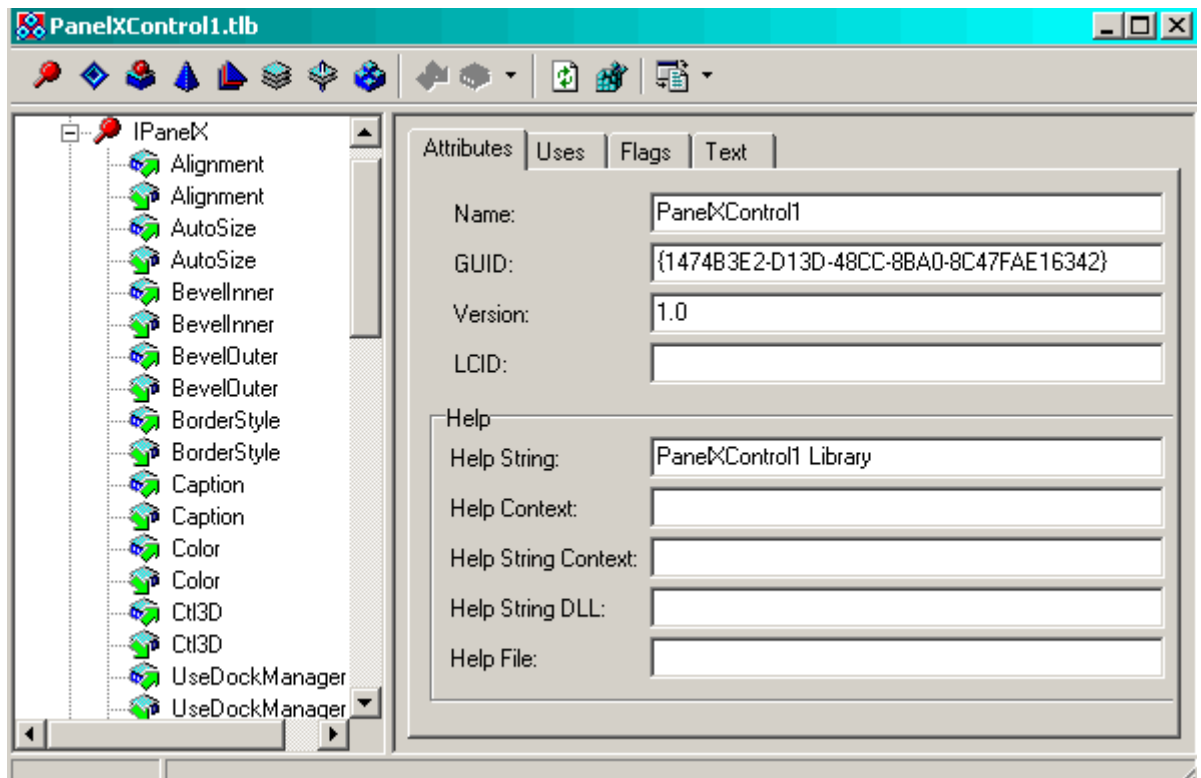 PanelXControl1.tlb
IPanelX
Alignment
Alignment
AutoSize
AutoSize
BevelInner
BevelInner
BevelOuter
BevelOuter
BorderStyle
BorderStyle
Caption
Caption
Color
Color
Ctl3D
Ctl3D
UseDockManager
UseDockManager
Attributes Uses Flags Text
Name: PanelXControl1
GUID: {1474B3E2-D13D-48CC-8BA0-8C47FAE16342}
Version: 1.0
LCID:
Help
Help String: PanelXControl1 Library
Help Context:
Help String Context:
Help String DLL:
Help File: